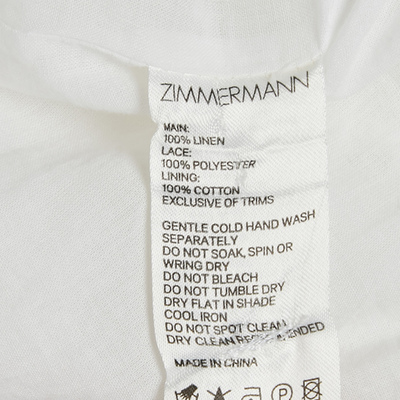 ZIMMERMANN
MAIN:
100% LINEN
LACE:
100% POLYESTER
LINING:
100% COTTON
EXCLUSIVE OF TRIMS
GENTLE COLD HAND WASH
SEPARATELY
DO NOT SOAK, SPIN OR
WRING DRY
DO NOT BLEACH
DO NOT TUMBLE DRY
DRY FLAT IN SHADE
COOL IRON
DO NOT SPOT CLEAN
DRY CLEAN RECOMMENDED
MADE IN CHINA